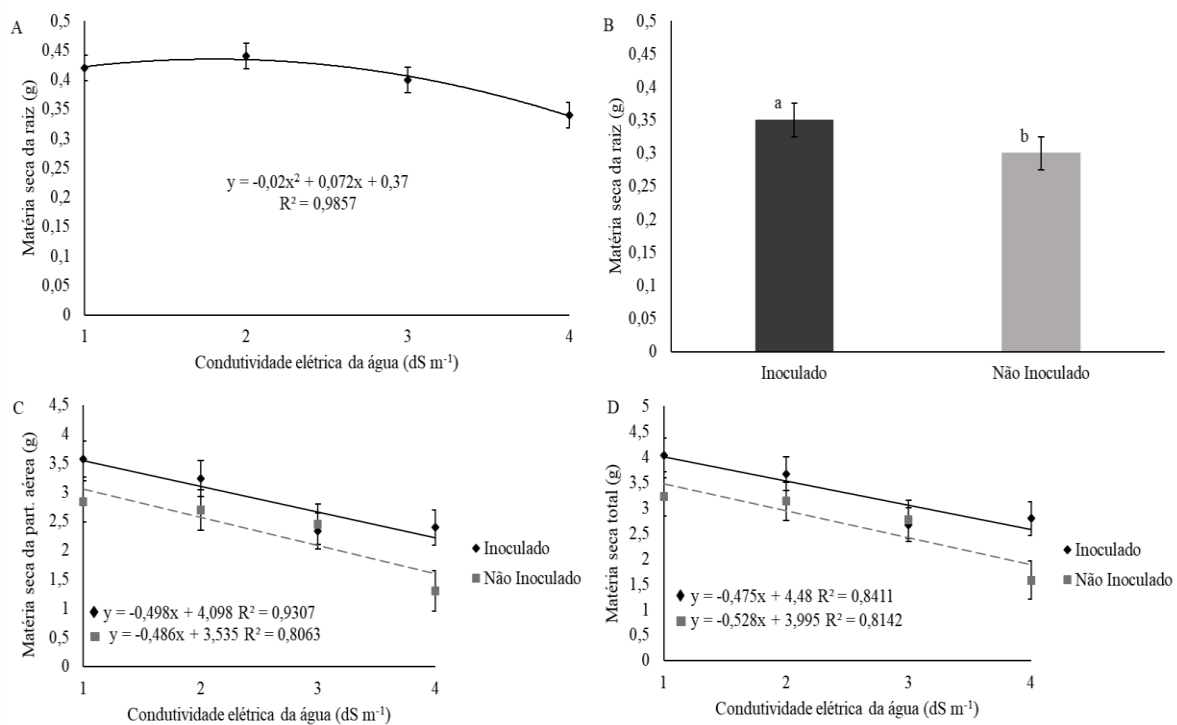 A
Matéria seca da raiz (g)
0,5
0,45
0,4
0,35
0,3
0,25
0,2
0,15
0,1
0,05
0
y = -0,02x² + 0,072x + 0,37
R² = 0,9857
1 2 3 4
Condutividade elétrica da água (dS m⁻¹)
B
Matéria seca da raiz (g)
0,5
0,45
0,4
0,35
0,3
0,25
0,2
0,15
0,1
0,05
0
a
b
Inoculado Não Inoculado
C
Matéria seca da part. aérea (g)
4,5
4
3,5
3
2,5
2
1,5
1
0,5
0
Inoculado
Não Inoculado
y = -0,498x + 4,098 R² = 0,9307
y = -0,486x + 3,535 R² = 0,8063
1 2 3 4
Condutividade elétrica da água (dS m⁻¹)
D
Matéria seca total (g)
5
4,5
4
3,5
3
2,5
2
1,5
1
0,5
0
Inoculado
Não Inoculado
y = -0,475x + 4,48 R² = 0,8411
y = -0,528x + 3,995 R² = 0,8142
1 2 3 4
Condutividade elétrica da água (dS m⁻¹)